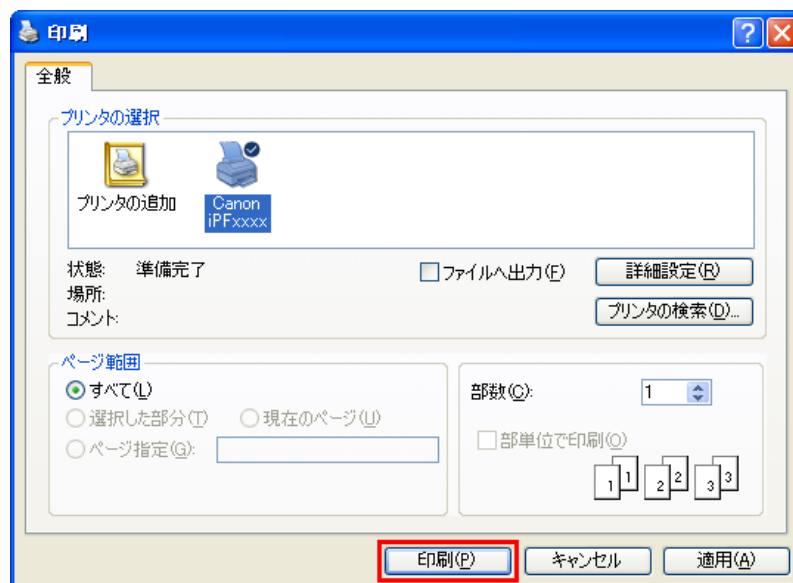 印刷
全般
プリンタの選択
プリンタの追加
Canon
iPFxxxx
状態: 準備完了
場所:
コメント:
ファイルへ出力(F)
詳細設定(R)
プリンタの検索(D)...
ページ範囲
すべて(L)
選択した部分(T) 現在のページ(U)
ページ指定(G):
部数(C): 1
部単位で印刷(O)
1 1 2 2 3 3
印刷(P) キャンセル 適用(A)